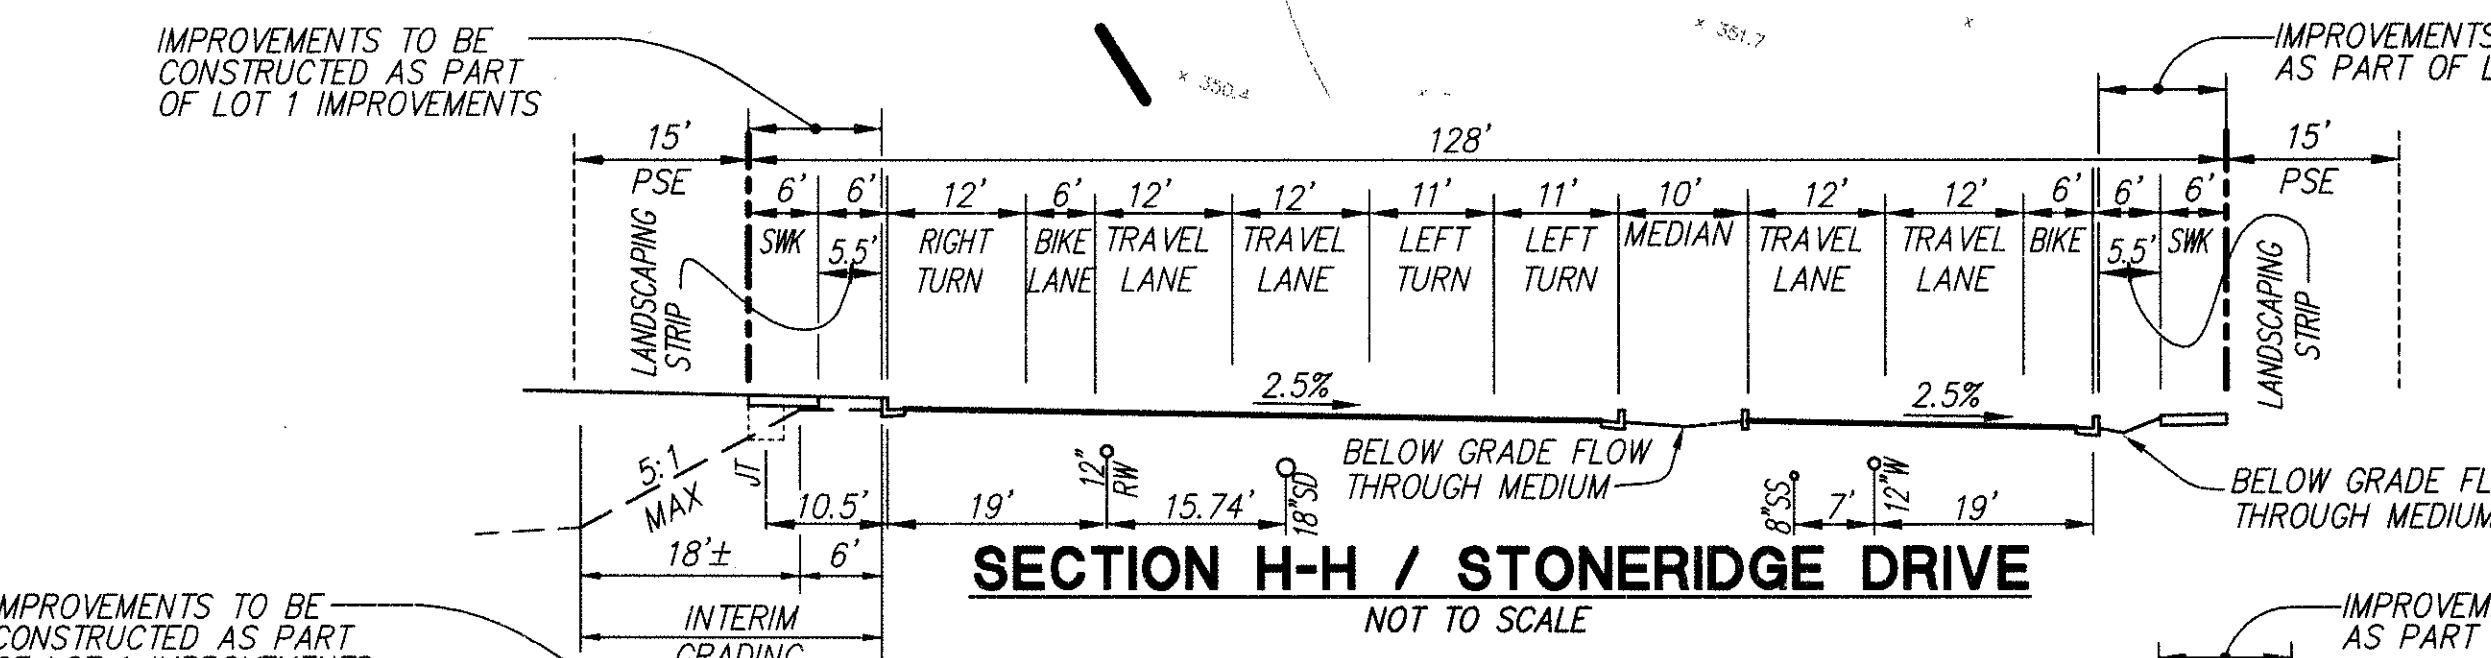 IMPROVEMENTS TO BE
CONSTRUCTED AS PART
OF LOT 1 IMPROVEMENTS
x 350.4
x 351.7
x
IMPROVEMENTS
AS PART OF L
15'
128'
15'
PSE
PSE
6' 6' 12' 6' 12' 12' 11' 11' 10' 12' 12' 6' 6' 6'
SWK
5.5'
RIGHT
TURN
BIKE
LANE
TRAVEL
LANE
TRAVEL
LANE
LEFT
TURN
LEFT
TURN
MEDIAN
TRAVEL
LANE
TRAVEL
LANE
BIKE
5.5'
SWK
LANDSCAPING
STRIP
LANDSCAPING
STRIP
2.5%
2.5%
5:1
MAX
JT
12"
RW
18"SD
BELOW GRADE FLOW
THROUGH MEDIUM
8"SS
12"W
BELOW GRADE FL
THROUGH MEDIUM
10.5' 19' 15.74' 7' 19'
18'± 6'
SECTION H-H / STONERIDGE DRIVE
NOT TO SCALE
INTERIM
GRADING
IMPROVEMENTS TO BE
CONSTRUCTED AS PART
OF LOT 1 IMPROVEMENTS
IMPROVEM
AS PART